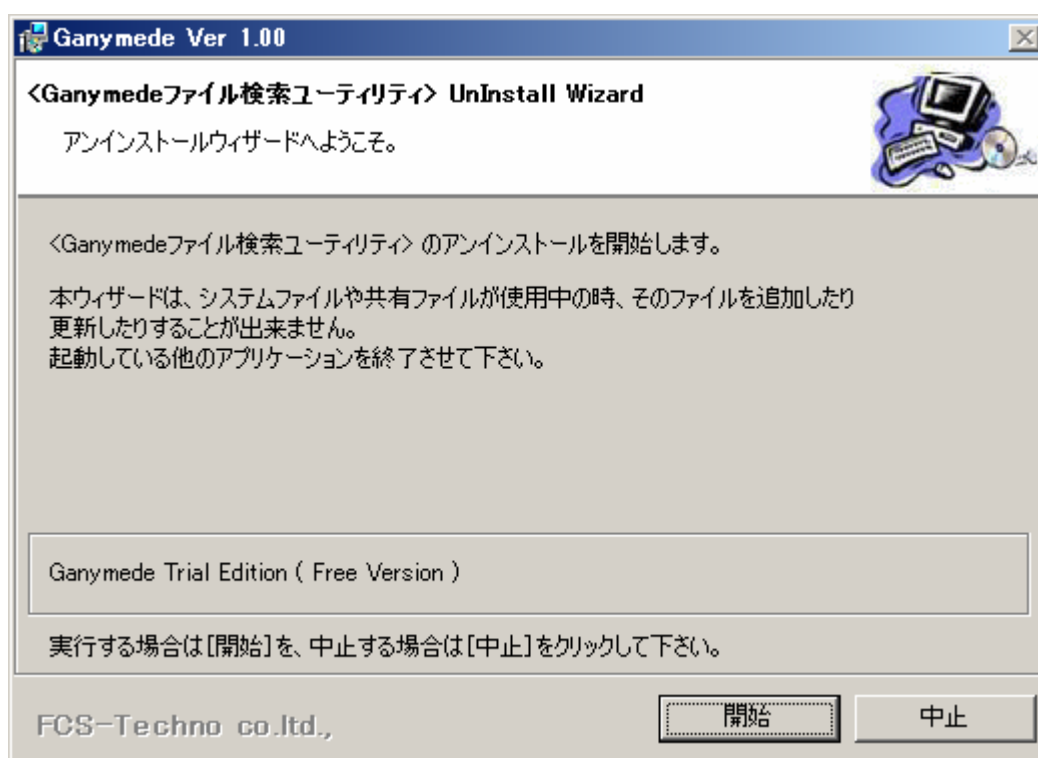 Ganymede Ver 1.00
<Ganymedeファイル検索ユーティリティ> UnInstall Wizard
アンインストールウィザードへようこそ。
<Ganymedeファイル検索ユーティリティ> のアンインストールを開始します。
本ウィザードは、システムファイルや共有ファイルが使用中の時、そのファイルを追加したり
更新したりすることが出来ません。
起動している他のアプリケーションを終了させて下さい。
Ganymede Trial Edition ( Free Version )
実行する場合は[開始]を、中止する場合は[中止]をクリックして下さい。
FCS-Techno co.ltd.,
開始
中止